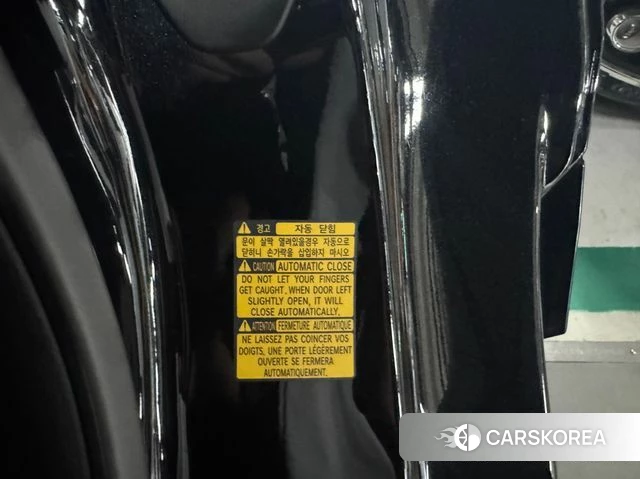 경고 자동 닫힘
문이 살짝 열려있을경우 자동으로
닫히니 손가락을 삽입하지 마시오
CAUTION AUTOMATIC CLOSE
DO NOT LET YOUR FINGERS
GET CAUGHT. WHEN DOOR LEFT
SLIGHTLY OPEN, IT WILL
CLOSE AUTOMATICALLY.
ATTENTION FERMETURE AUTOMATIQUE
NE LAISSEZ PAS COINCER VOS
DOIGTS, UNE PORTE LÉGÈREMENT
OUVERTE SE FERMERA
AUTOMATIQUEMENT.
CARSKOREA